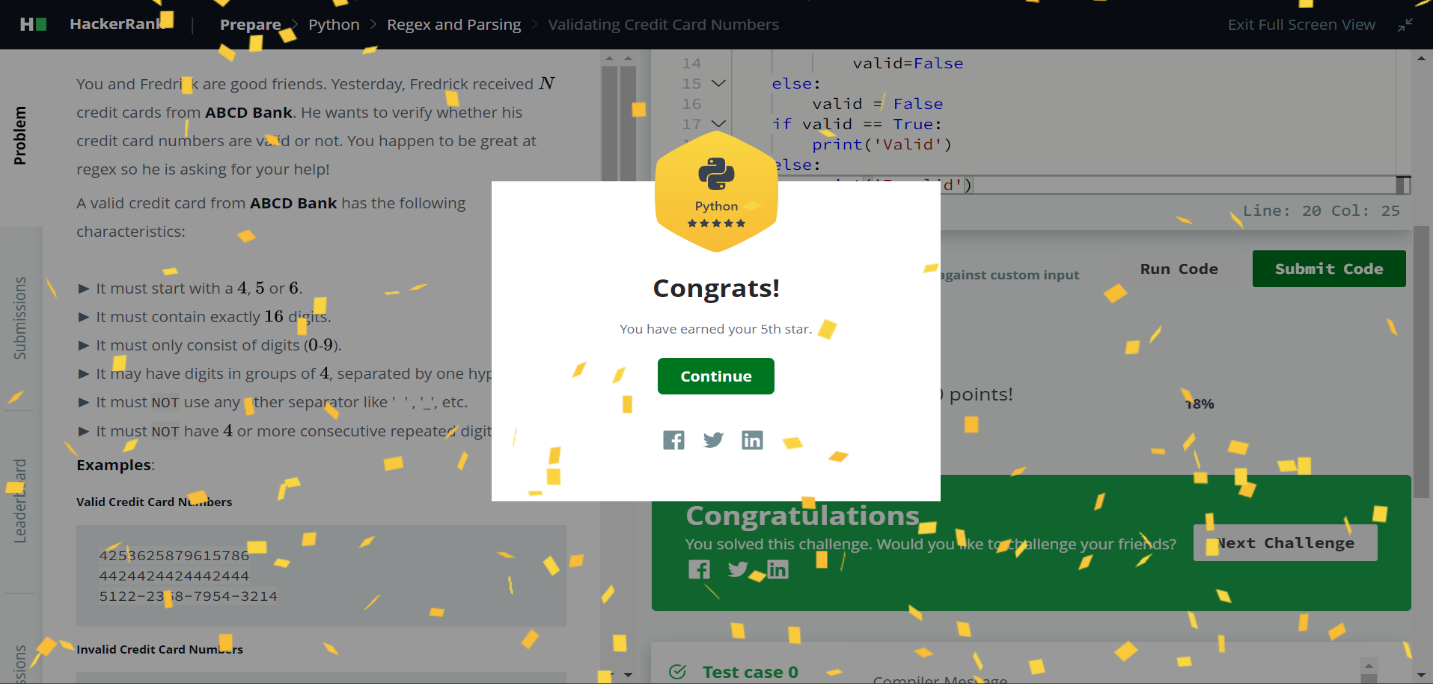 HackerRank | Prepare > Python > Regex and Parsing > Validating Credit Card Numbers
Exit Full Screen View
Problem
Submissions
Leaderboard
You and Fredrick are good friends. Yesterday, Fredrick received N
credit cards from ABCD Bank. He wants to verify whether his
credit card numbers are valid or not. You happen to be great at
regex so he is asking for your help!
A valid credit card from ABCD Bank has the following
characteristics:
► It must start with a 4, 5 or 6.
► It must contain exactly 16 digits.
► It must only consist of digits (0-9).
► It may have digits in groups of 4, separated by one hyp
► It must NOT use any other separator like ' ' , '_', etc.
► It must NOT have 4 or more consecutive repeated digit
Examples:
Valid Credit Card Numbers
4253625879615786
4424424424442444
5122-2368-7954-3214
Invalid Credit Card Numbers
14 valid=False
15 else:
16 valid = False
17 if valid == True:
print('Valid')
else:
Line: 20 Col: 25
against custom input
Run Code
Submit Code
points!
18%
Python
Congrats!
You have earned your 5th star.
Continue
Congratulations
You solved this challenge. Would you like to challenge your friends?
Next Challenge
Test case 0
Compiler Message